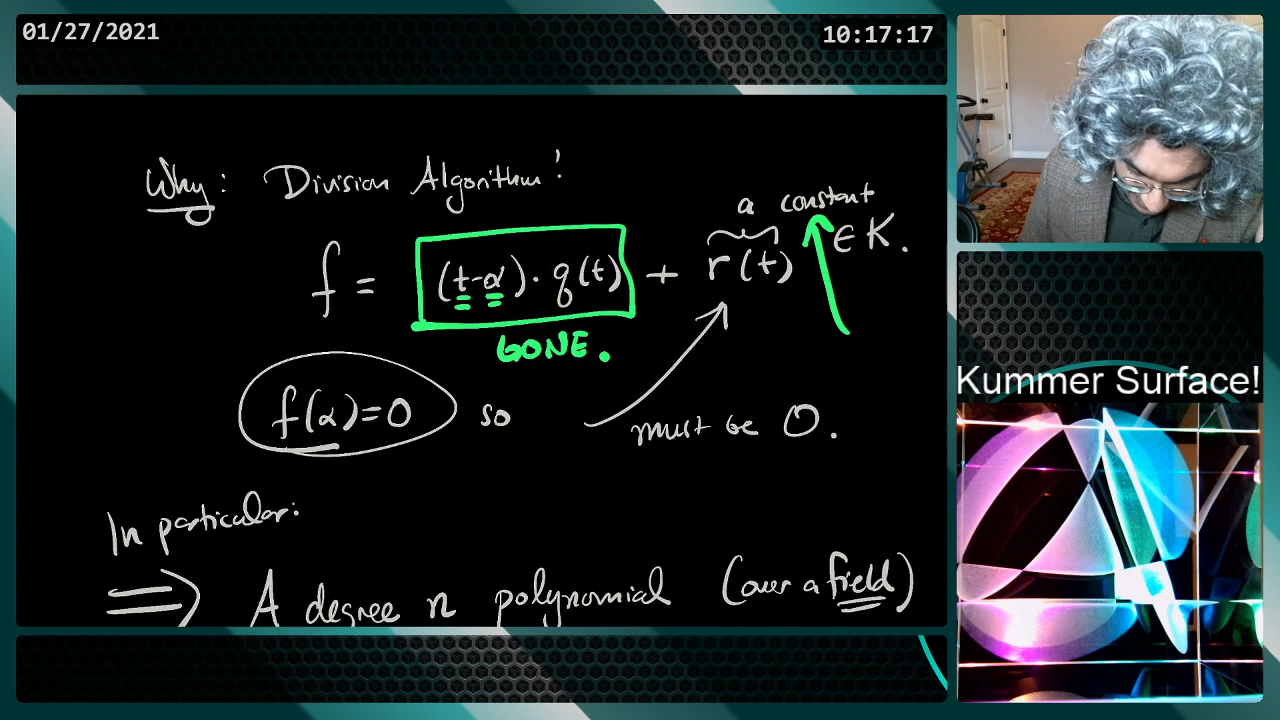 01/27/2021
10:17:17
Why: Division Algorithm!
a constant
f = (t-α)·q(t) + r(t) ∈ K.
GONE.
f(α)=0 so must be 0.
In particular:
⟹ A degree n polynomial (over a field)
Kummer Surface!